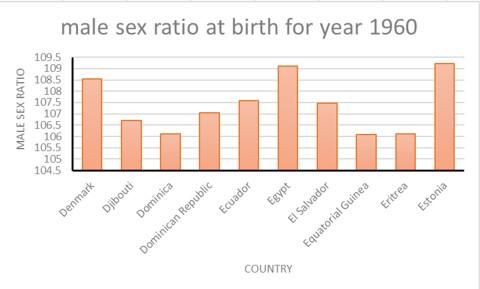 male sex ratio at birth for year 1960
MALE SEX RATIO
109.5
109
108.5
108
107.5
107
106.5
106
105.5
105
104.5
Denmark
Djibouti
Dominica
Dominican Republic
Ecuador
Egypt
El Salvador
Equatorial Guinea
Eritrea
Estonia
COUNTRY